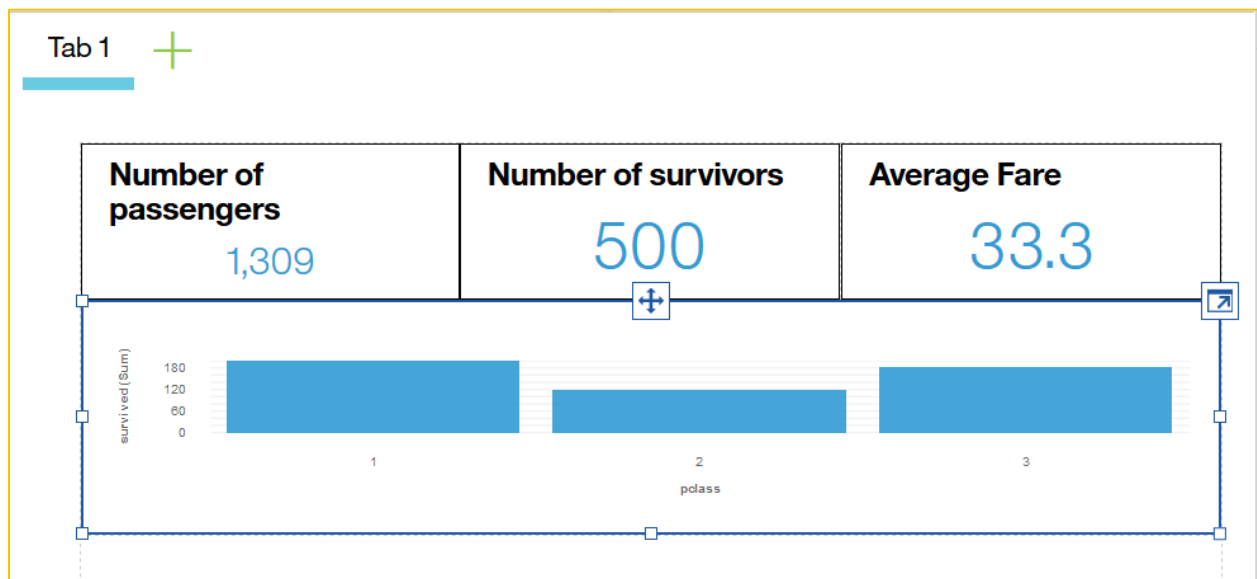 Tab 1
Number of
passengers
1,309
Number of survivors
500
Average Fare
33.3
survived (Sum)
180
120
60
0
1
2
3
pclass